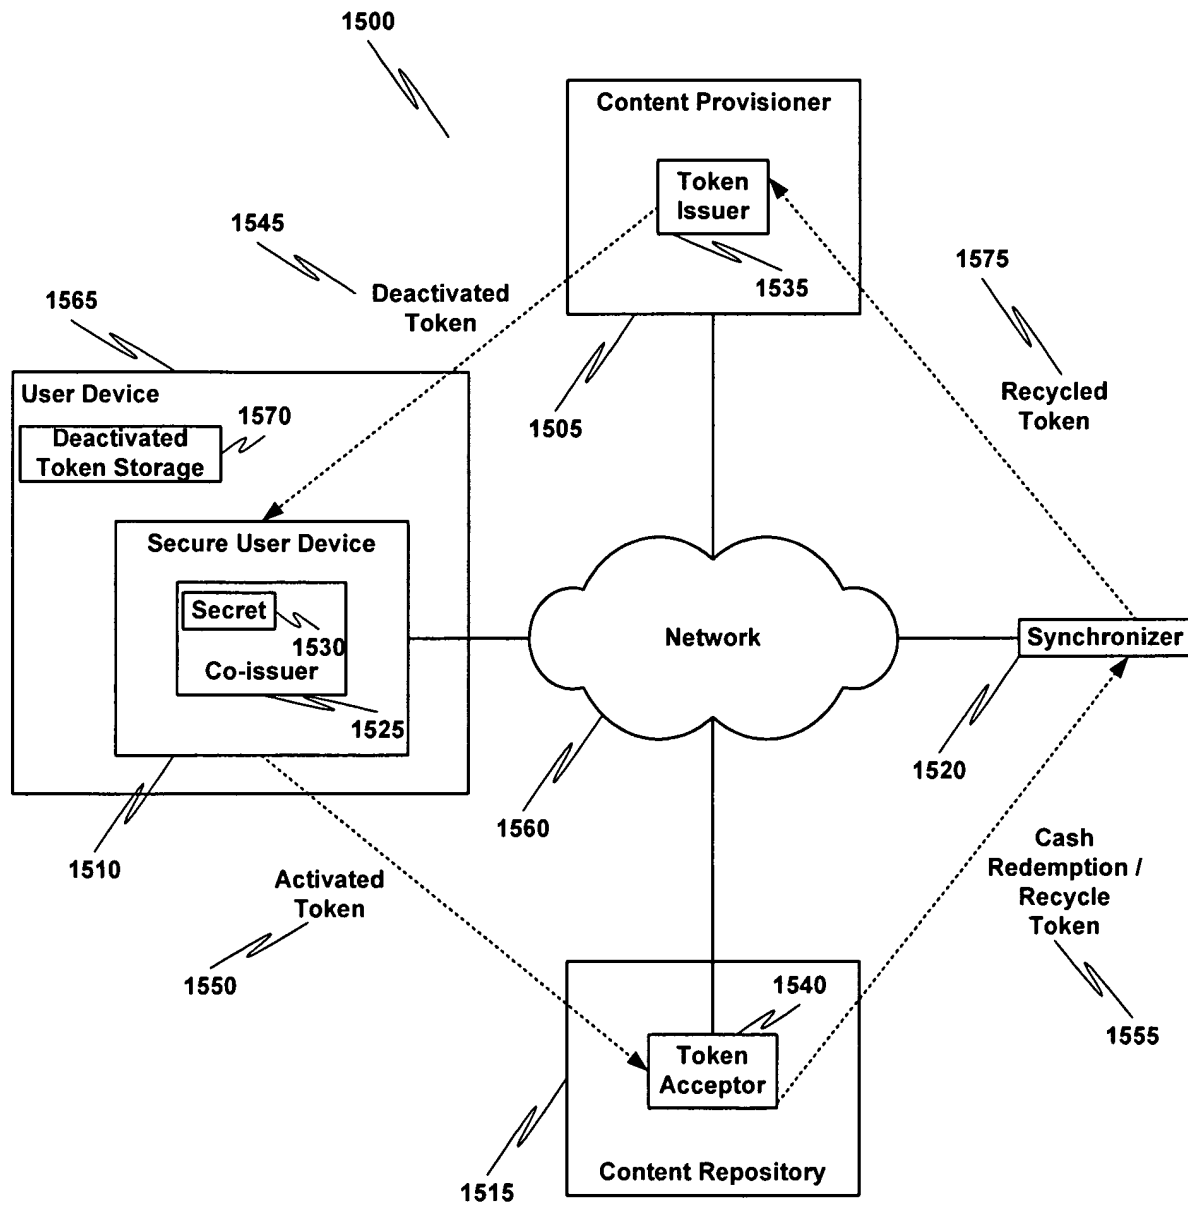 1500
Content Provisioner
Token
Issuer
1535
1545
Deactivated
Token
1575
Recycled
Token
1565
User Device
1570
Deactivated
Token Storage
1505
Secure User Device
Secret
1530
Co-issuer
1525
Network
Synchronizer
1520
1560
1510
Activated
Token
1550
Cash
Redemption /
Recycle
Token
1555
1540
Token
Acceptor
Content Repository
1515